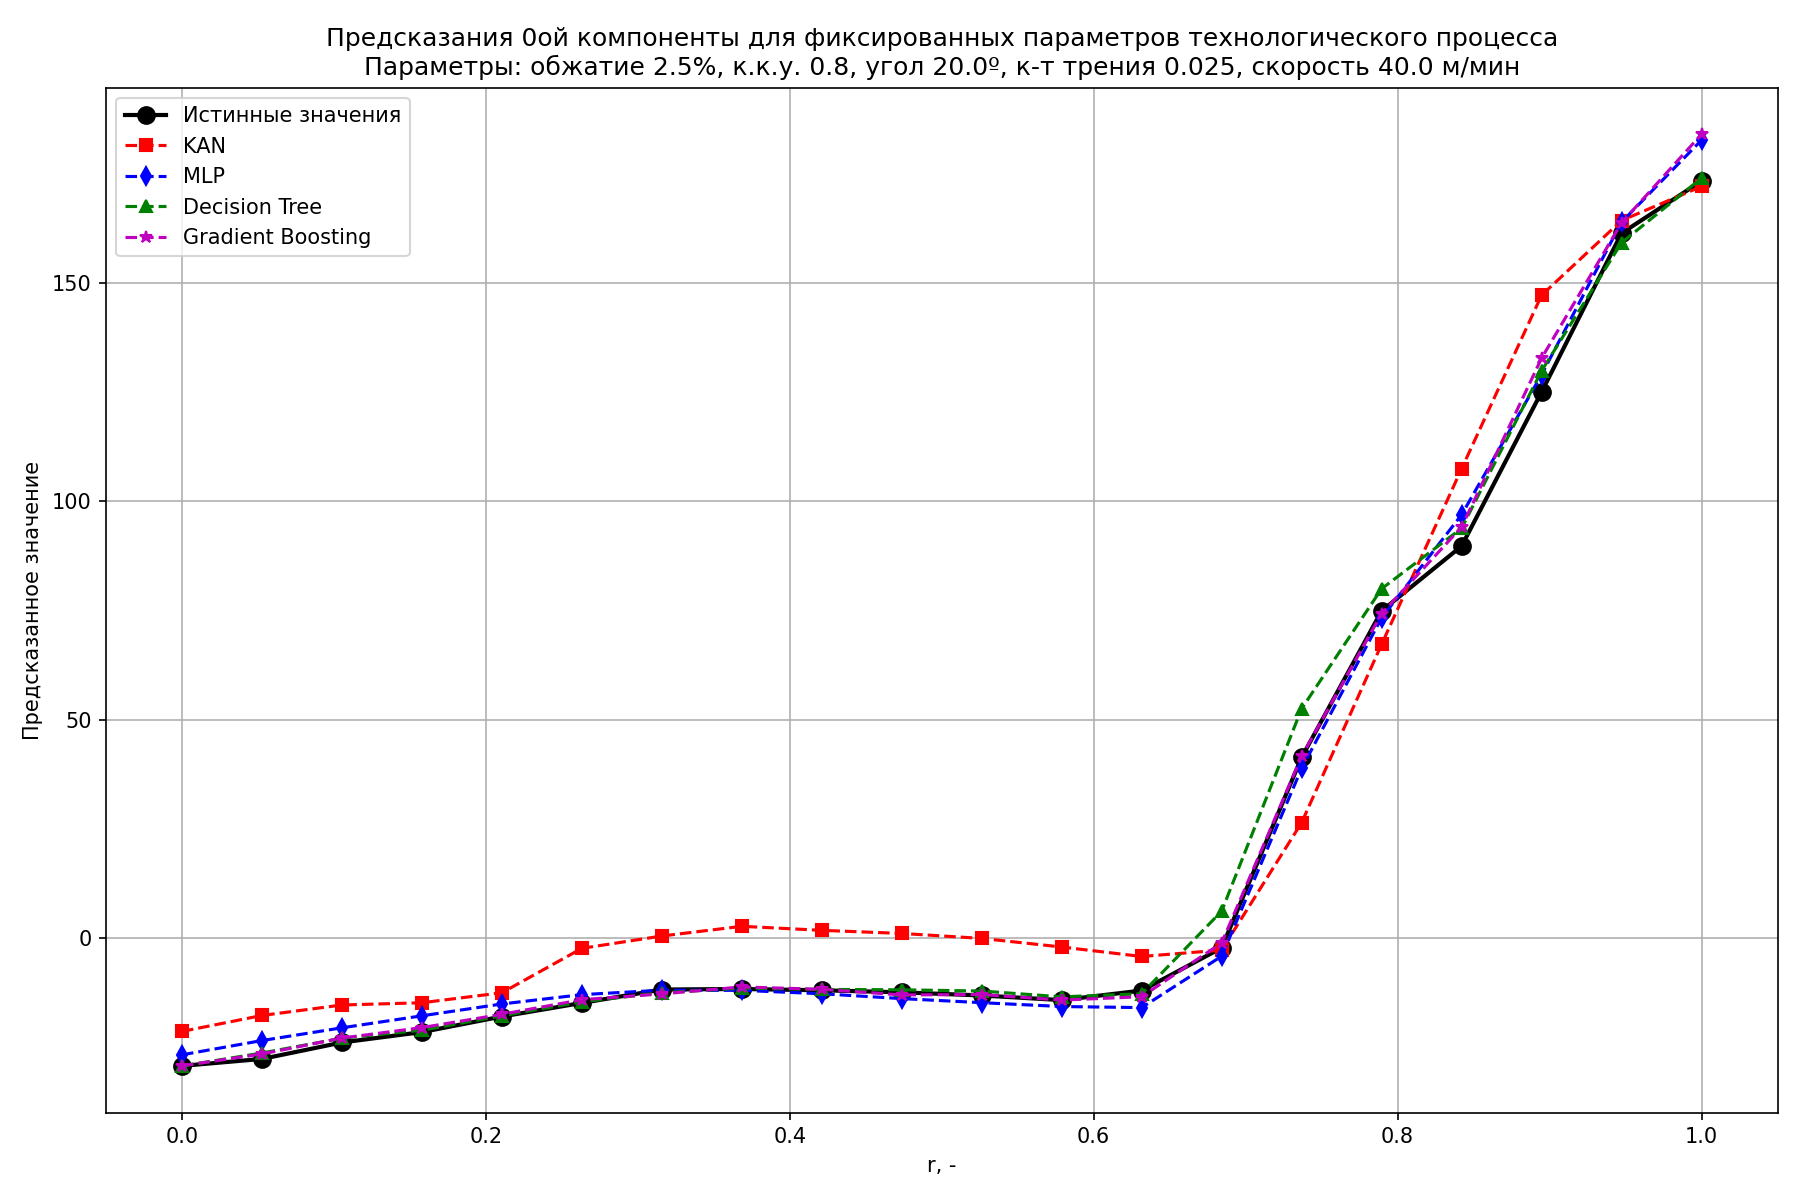 Предсказания 0ой компоненты для фиксированных параметров технологического процесса
Параметры: обжатие 2.5%, к.к.у. 0.8, угол 20.0º, к-т трения 0.025, скорость 40.0 м/мин
Истинные значения
KAN
MLP
Decision Tree
Gradient Boosting
Предсказанное значение
150
100
50
0
0.0
0.2
0.4
0.6
0.8
1.0
r, -